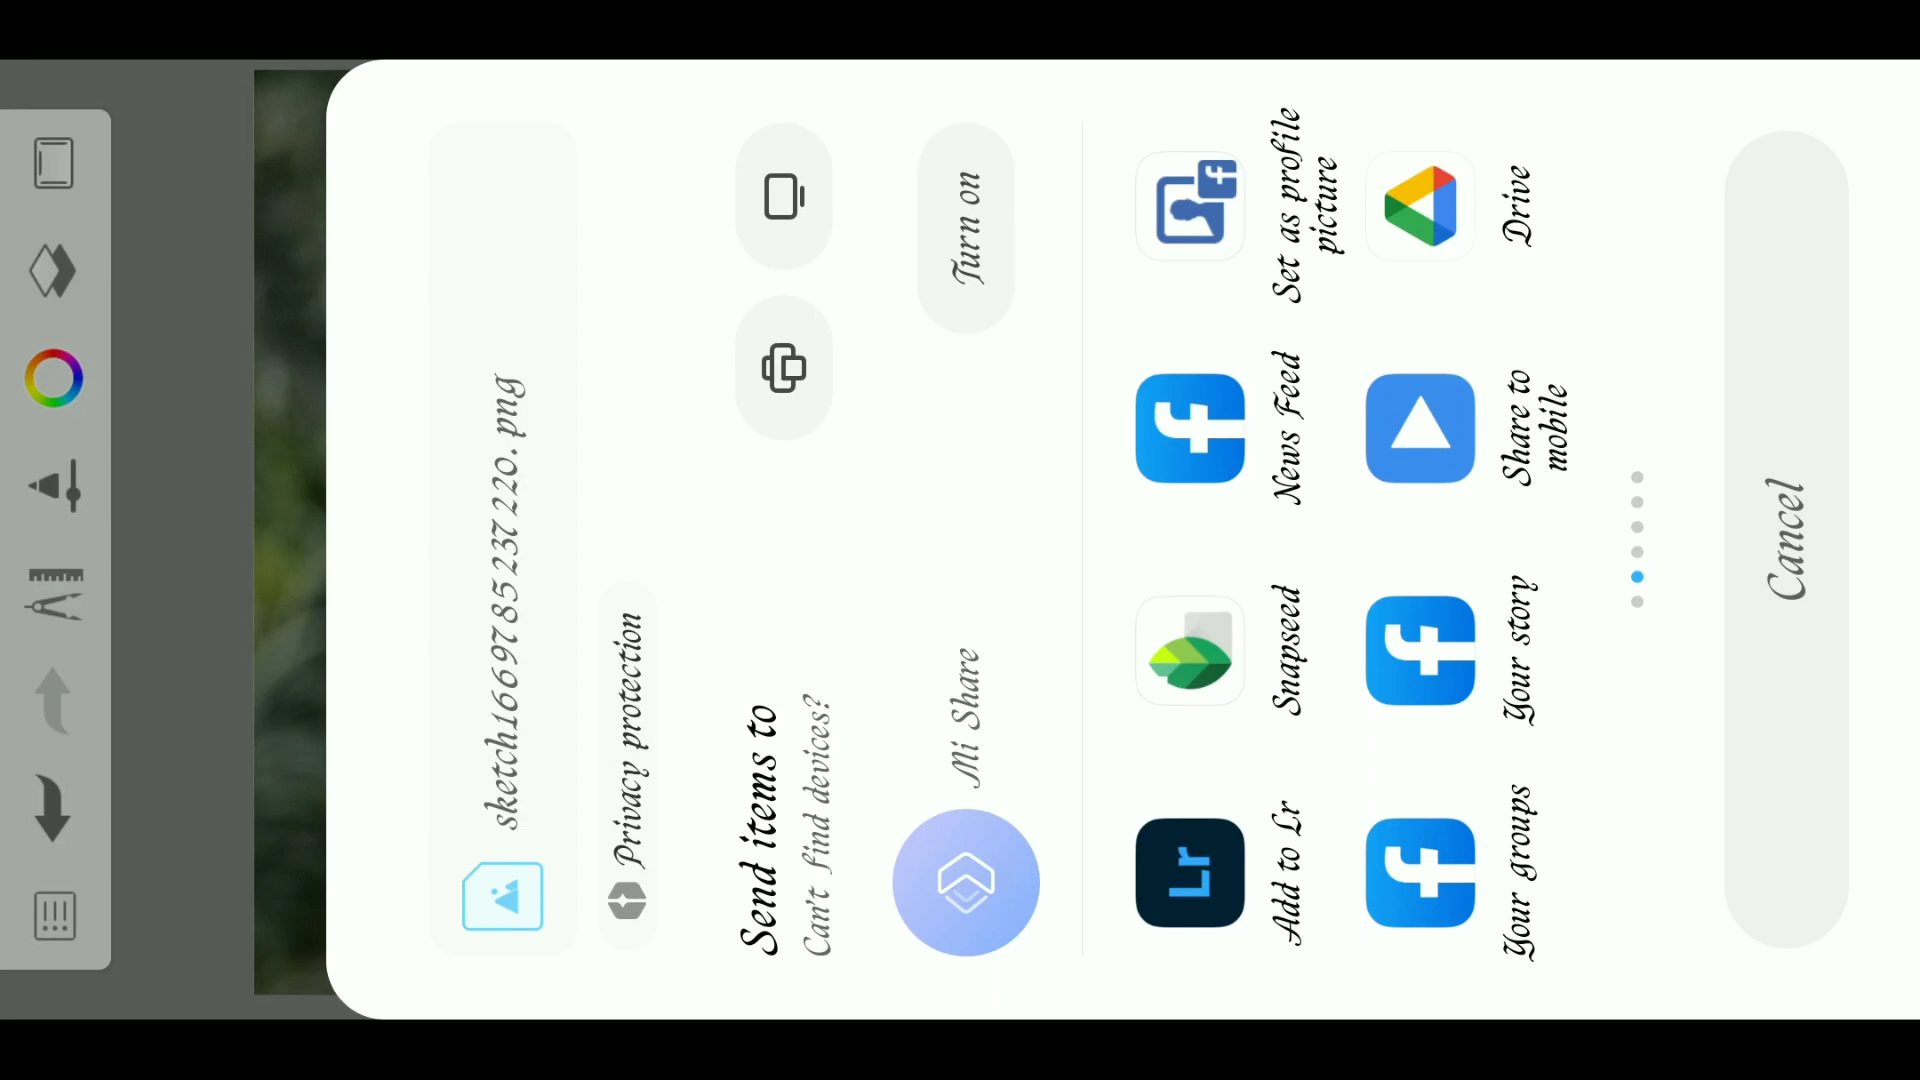 sketch1669785237220.png
Privacy protection
Send items to
Can't find devices?
Mi Share
Turn on
Lr
Add to Lr
Snapseed
News Feed
Set as profile
picture
Your groups
Your story
Share to
mobile
Drive
Cancel